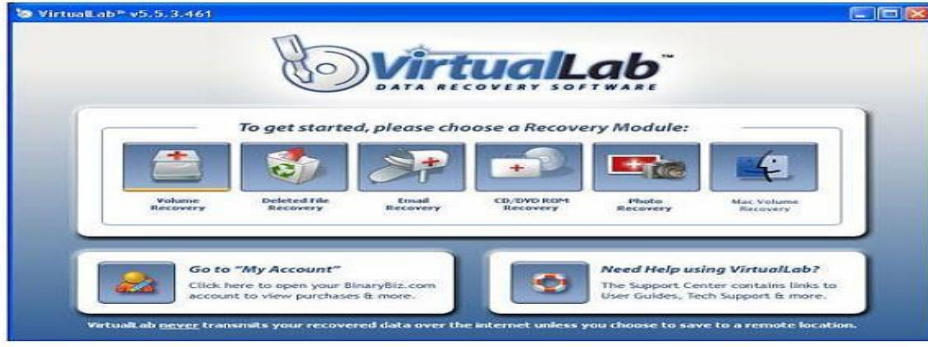 VirtualLab® v5.5.3.461
VirtualLab™
DATA RECOVERY SOFTWARE
To get started, please choose a Recovery Module:
Volume Recovery
Deleted File Recovery
Email Recovery
CD/DVD ROM Recovery
Photo Recovery
Mac Volume Recovery
Go to "My Account"
Click here to open your BinaryBiz.com
account to view purchases & more.
Need Help using VirtualLab?
The Support Center contains links to
User Guides, Tech Support & more.
VirtualLab never transmits your recovered data over the internet unless you choose to save to a remote location.